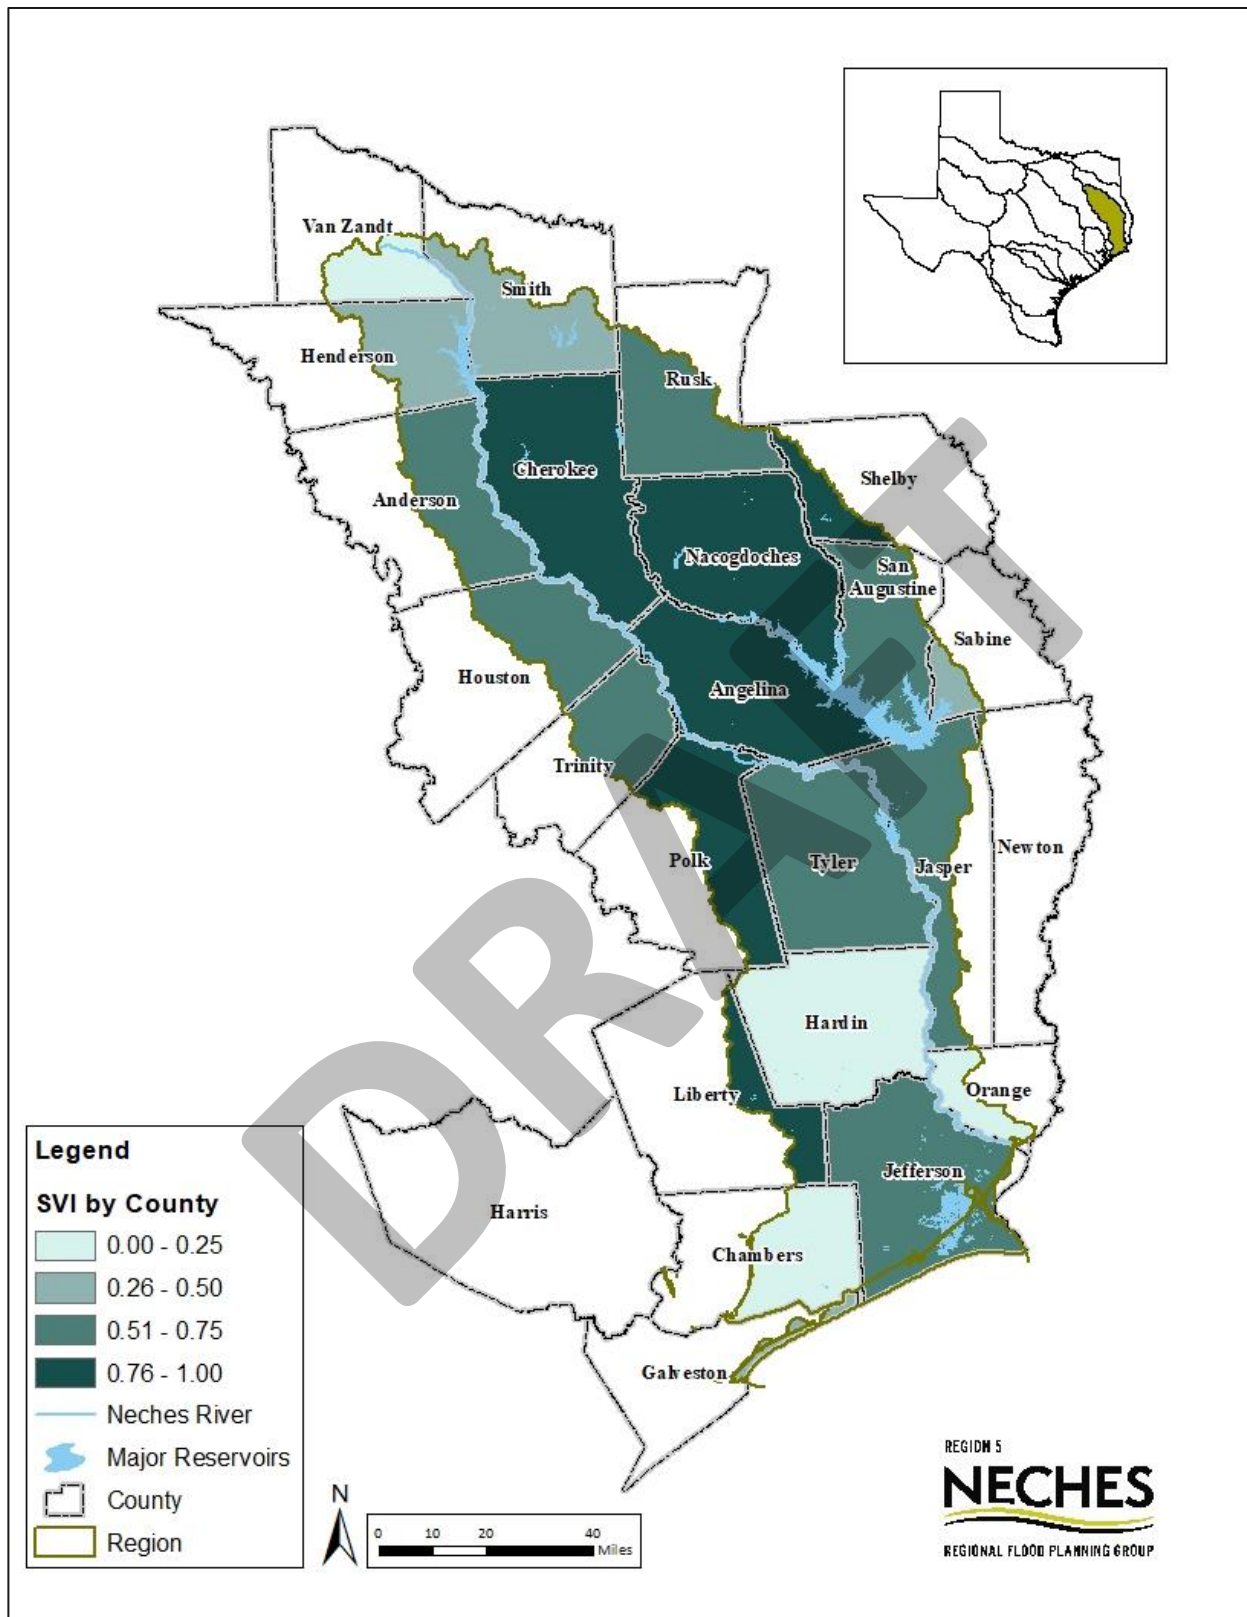 Van Zandt
Smith
Henderson
Rusk
Cherokee
Shelby
Anderson
Nacogdoches
San
Augustine
Sabine
Houston
Angelina
Trinity
Newton
Polk
Tyler
Jasper
Hardin
Liberty
Orange
Jefferson
Harris
Chambers
Galveston
DRAFT
Legend
SVI by County
0.00 - 0.25
0.26 - 0.50
0.51 - 0.75
0.76 - 1.00
Neches River
Major Reservoirs
County
Region
N
0 10 20 40
Miles
REGION 5
NECHES
REGIONAL FLOOD PLANNING GROUP